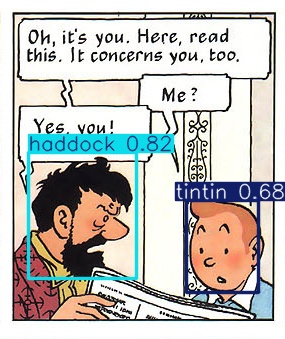 Oh, it's you. Here, read
this. It concerns you, too.
Me?
Yes, you!
haddock 0.82
tintin 0.68